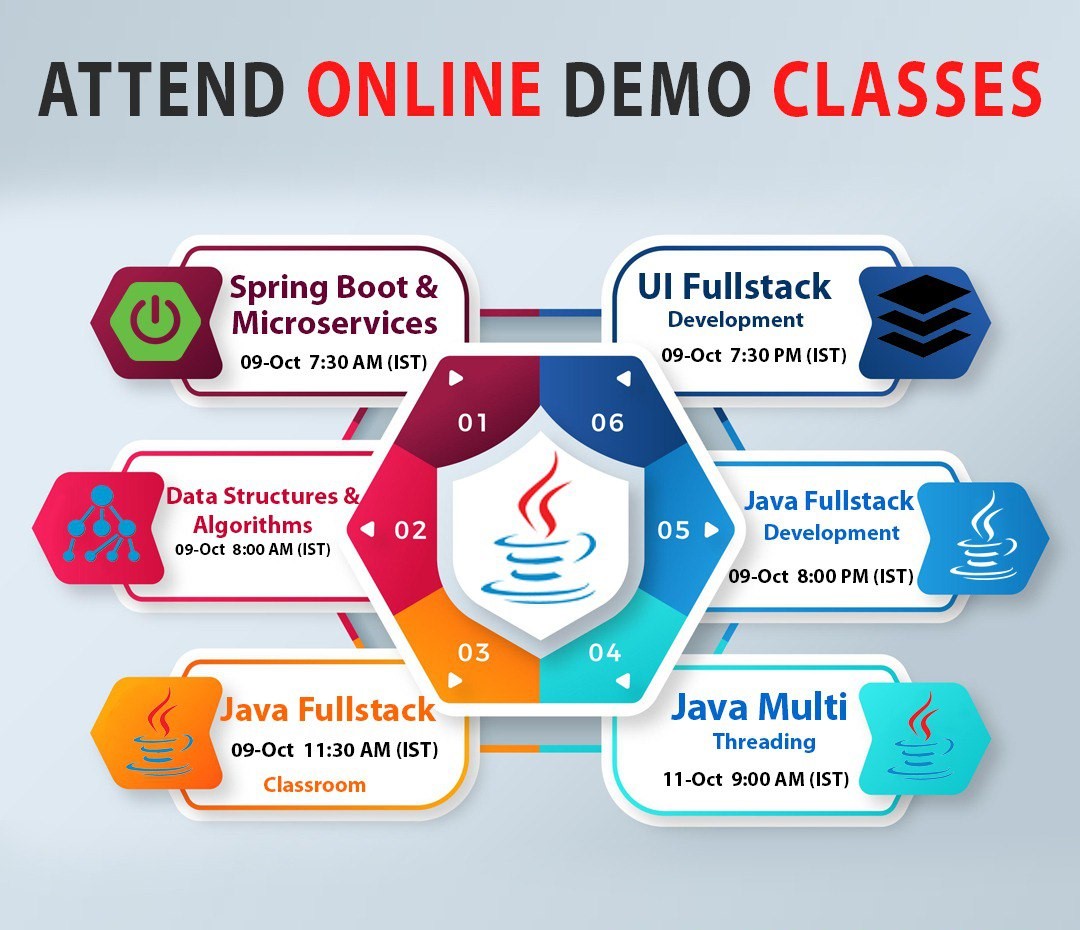 ATTEND ONLINE DEMO CLASSES
Spring Boot &
Microservices
09-Oct 7:30 AM (IST)
01
Data Structures &
Algorithms
09-Oct 8:00 AM (IST)
02
Java Fullstack
09-Oct 11:30 AM (IST)
Classroom
03
Java Multi
Threading
11-Oct 9:00 AM (IST)
04
Java Fullstack
Development
09-Oct 8:00 PM (IST)
05
UI Fullstack
Development
09-Oct 7:30 PM (IST)
06